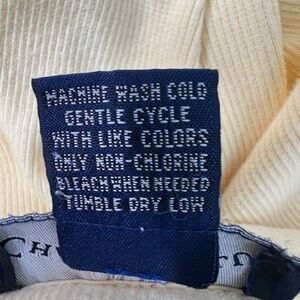 MACHINE WASH COLD
GENTLE CYCLE
WITH LIKE COLORS
ONLY NON-CHLORINE
BLEACH WHEN NEEDED
TUMBLE DRY LOW